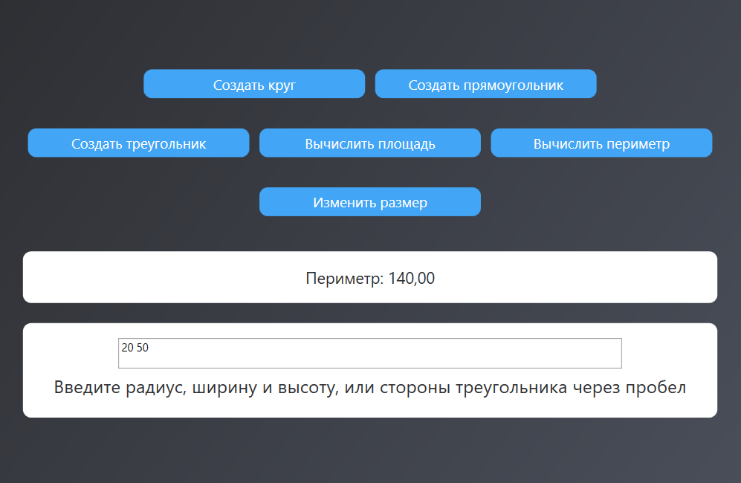 Создать круг
Создать прямоугольник
Создать треугольник
Вычислить площадь
Вычислить периметр
Изменить размер
Периметр: 140,00
20 50
Введите радиус, ширину и высоту, или стороны треугольника через пробел